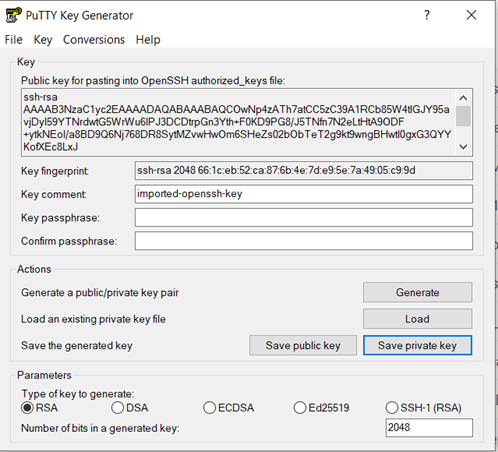 PuTTY Key Generator
?
File Key Conversions Help
Key
Public key for pasting into OpenSSH authorized_keys file:
ssh-rsa
AAAAB3NzaC1yc2EAAAADAQABAAABAQCOwNp4zATh7atCC5zC39A1RCb85W4tlGJY95a
vjDyl59YTNrdwtG5WrWu6IPJ3DCDtrpGn3Yth+F0KD9PG8/J5TNfn7N2eLtHtA9ODF
+ytkNEol/a8BD9Q6Nj768DR8SytMZvwHwOm6SHeZs02bObTeT2g9kt9wngBHwtl0gxG3QYY
KofXEc8LxJ
Key fingerprint: ssh-rsa 2048 66:1c:eb:52:ca:87:6b:4e:7d:e9:5e:7a:49:05:c9:9d
Key comment: imported-openssh-key
Key passphrase:
Confirm passphrase:
Actions
Generate a public/private key pair Generate
Load an existing private key file Load
Save the generated key Save public key Save private key
Parameters
Type of key to generate:
RSA DSA ECDSA Ed25519 SSH-1 (RSA)
Number of bits in a generated key: 2048